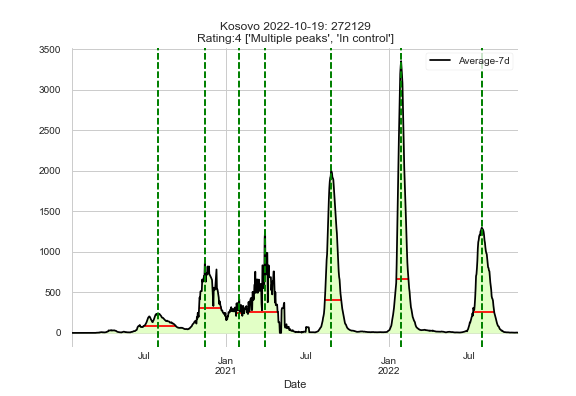 Kosovo 2022-10-19: 272129
Rating:4 ['Multiple peaks', 'In control']
Average-7d
3500
3000
2500
2000
1500
1000
500
0
Jul
Jan
2021
Jul
Jan
2022
Jul
Date